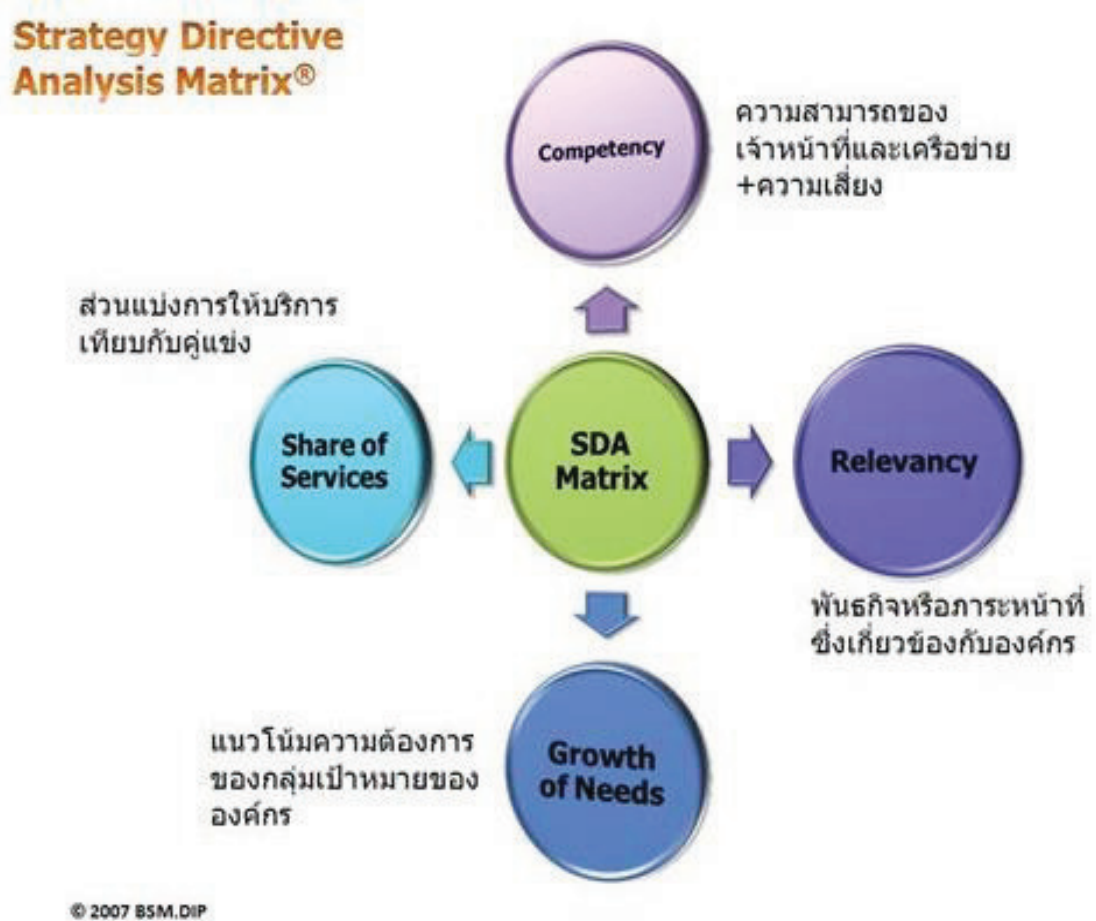 Strategy Directive
Analysis Matrix®
Competency
ความสามารถของ
เจ้าหน้าที่และเครือข่าย
+ความเสี่ยง
ส่วนแบ่งการให้บริการ
เทียบกับคู่แข่ง
Share of
Services
SDA
Matrix
Relevancy
พันธกิจหรือภาระหน้าที่
ซึ่งเกี่ยวข้องกับองค์กร
แนวโน้มความต้องการ
ของกลุ่มเป้าหมายของ
องค์กร
Growth
of Needs
© 2007 BSM.DIP